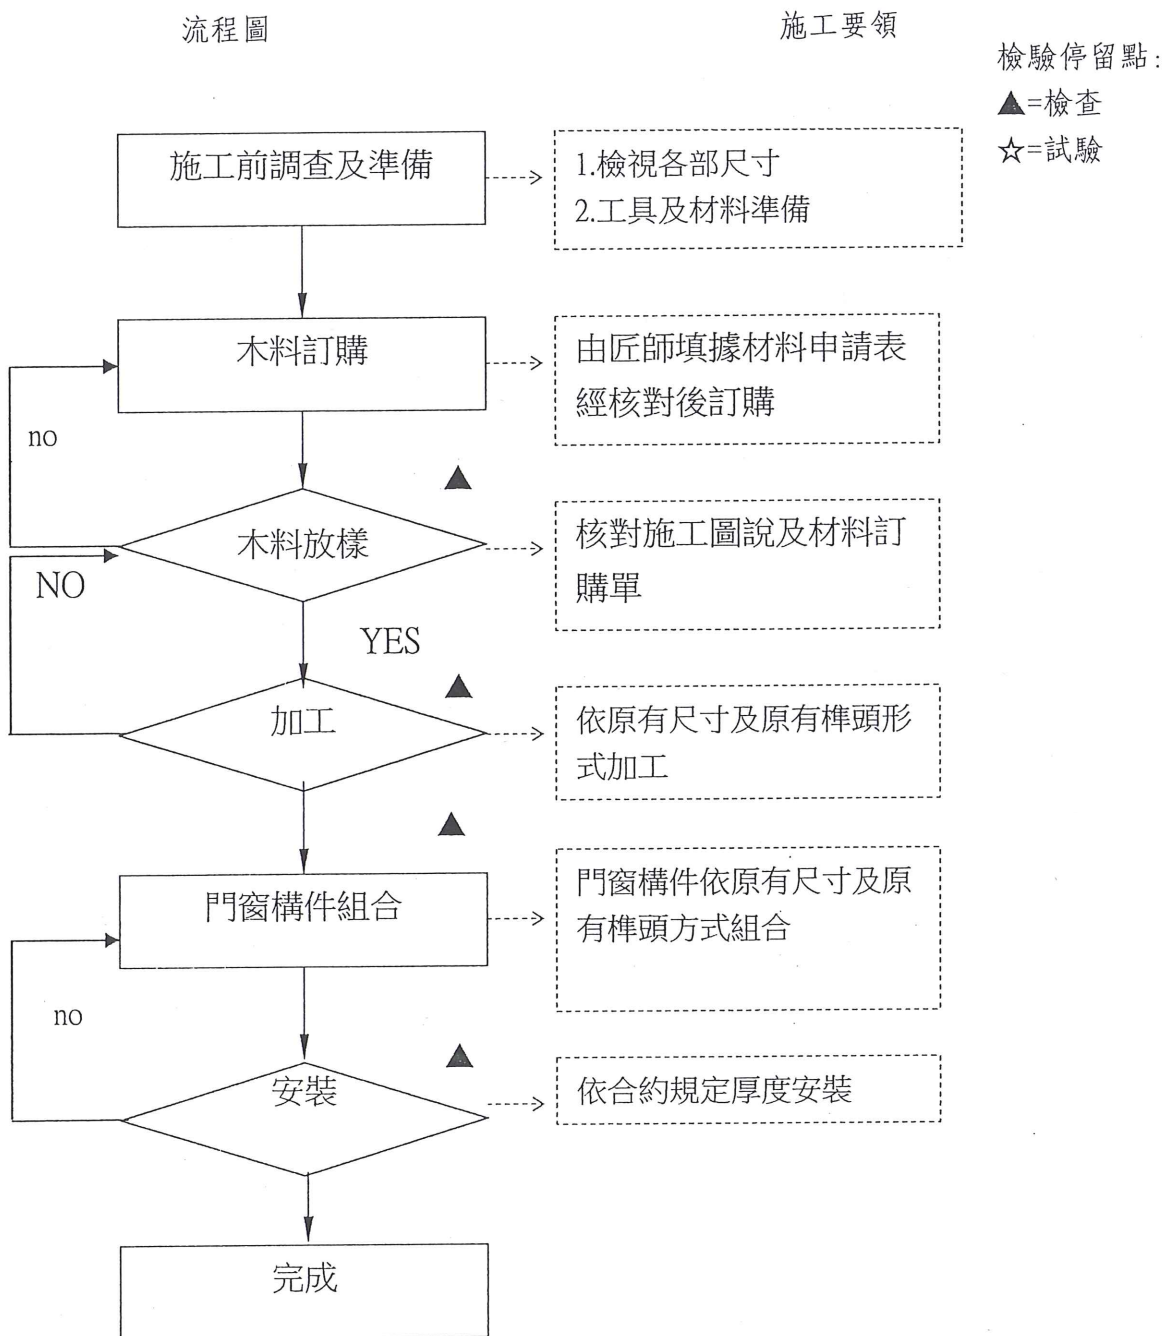 流程圖
施工要領
檢驗停留點:
▲=檢查
☆=試驗
施工前調查及準備
1.檢視各部尺寸
2.工具及材料準備
木料訂購
由匠師填據材料申請表
經核對後訂購
no
木料放樣
核對施工圖說及材料訂
購單
NO
YES
加工
依原有尺寸及原有榫頭形
式加工
門窗構件組合
門窗構件依原有尺寸及原
有榫頭方式組合
no
安裝
依合約規定厚度安裝
完成